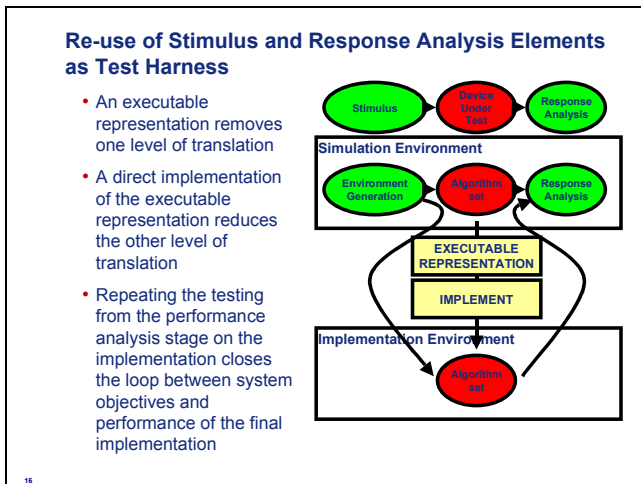 Re-use of Stimulus and Response Analysis Elements
as Test Harness
• An executable
representation removes
one level of translation
• A direct implementation
of the executable
representation reduces
the other level of
translation
• Repeating the testing
from the performance
analysis stage on the
implementation closes
the loop between system
objectives and
performance of the final
implementation
Stimulus
Device
Under
Test
Response
Analysis
Simulation Environment
Environment
Generation
Algorithm
set
Response
Analysis
EXECUTABLE
REPRESENTATION
IMPLEMENT
Implementation Environment
Algorithm
set
16